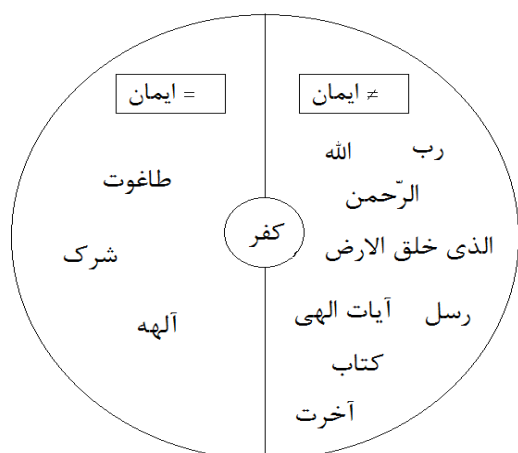 ≠ ایمان
= ایمان
رب
الله
الرّحمن
الذی خلق الارض
رسل
آیات الهی
کتاب
آخرت
کفر
طاغوت
شرک
آلهه